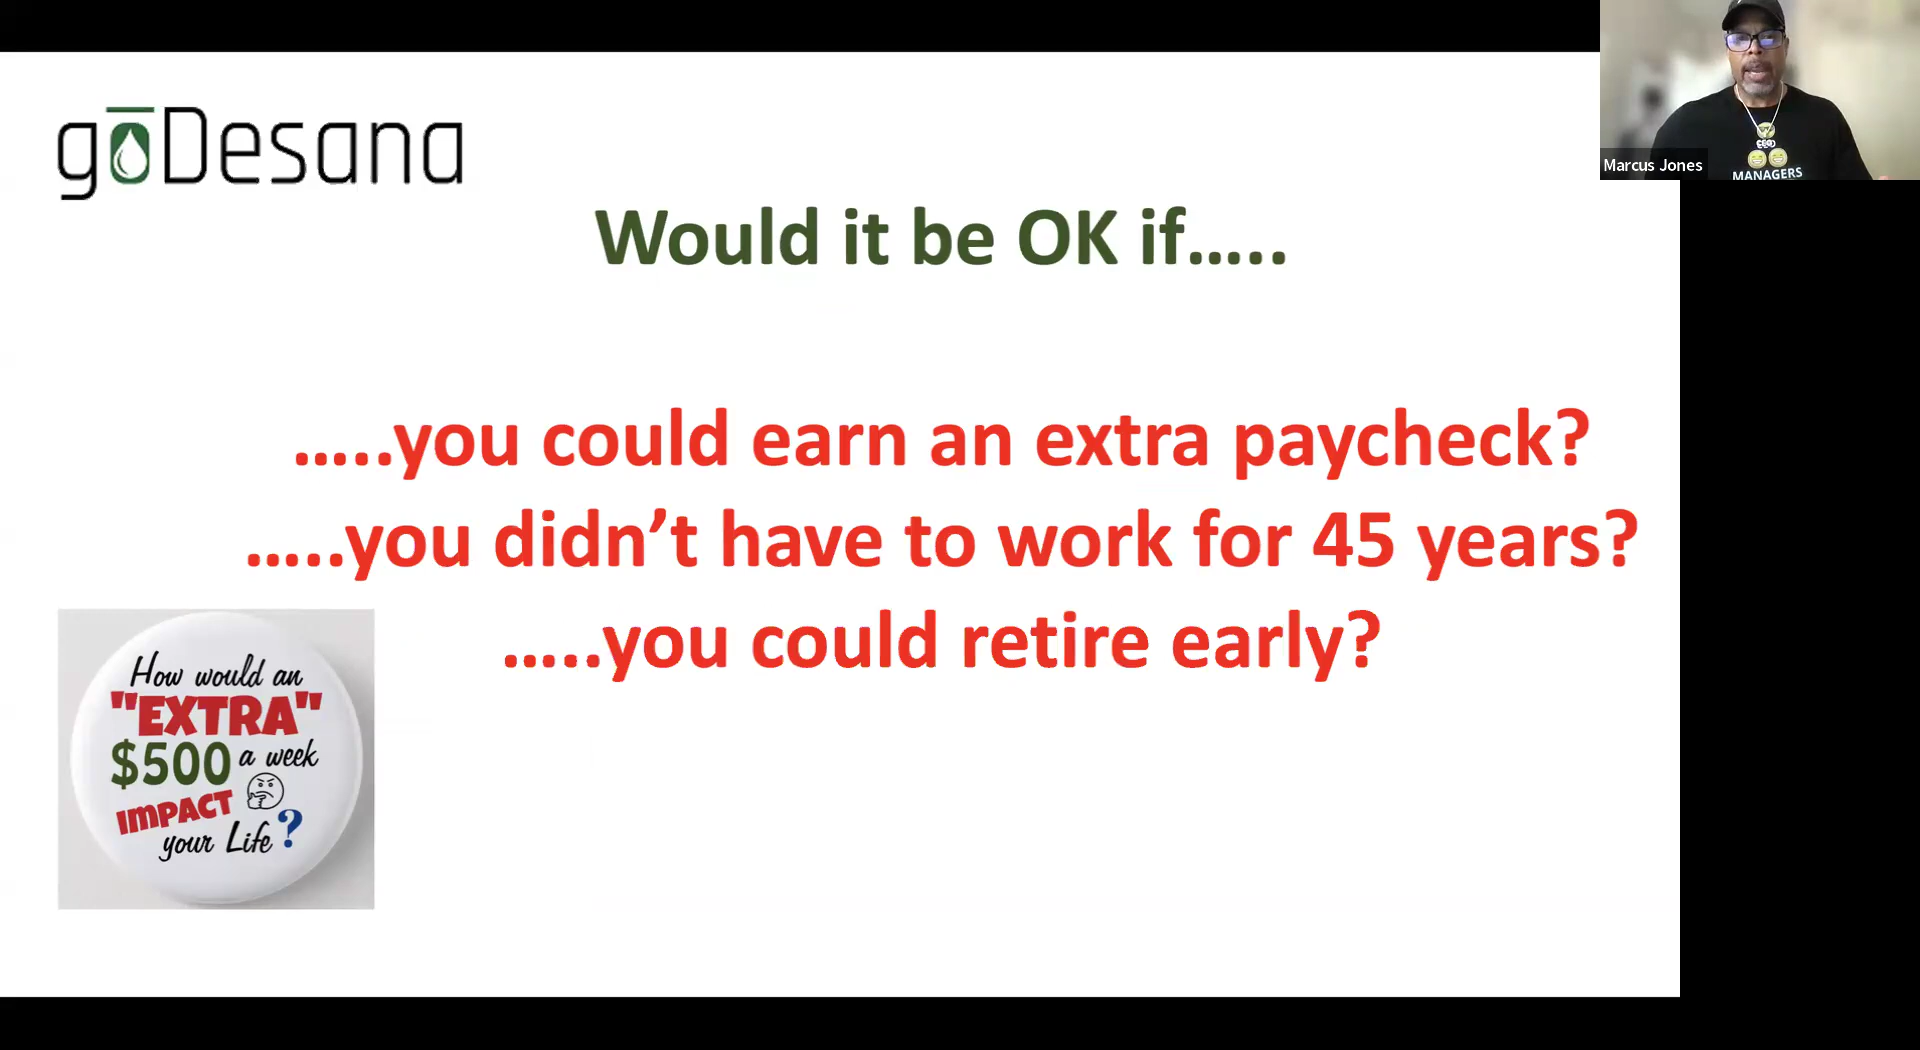 gōDesana
Would it be OK if…..
…..you could earn an extra paycheck?
…..you didn’t have to work for 45 years?
…..you could retire early?
How would an
"EXTRA"
$500 a week
IMPACT
your Life?
Marcus Jones
MANAGERS